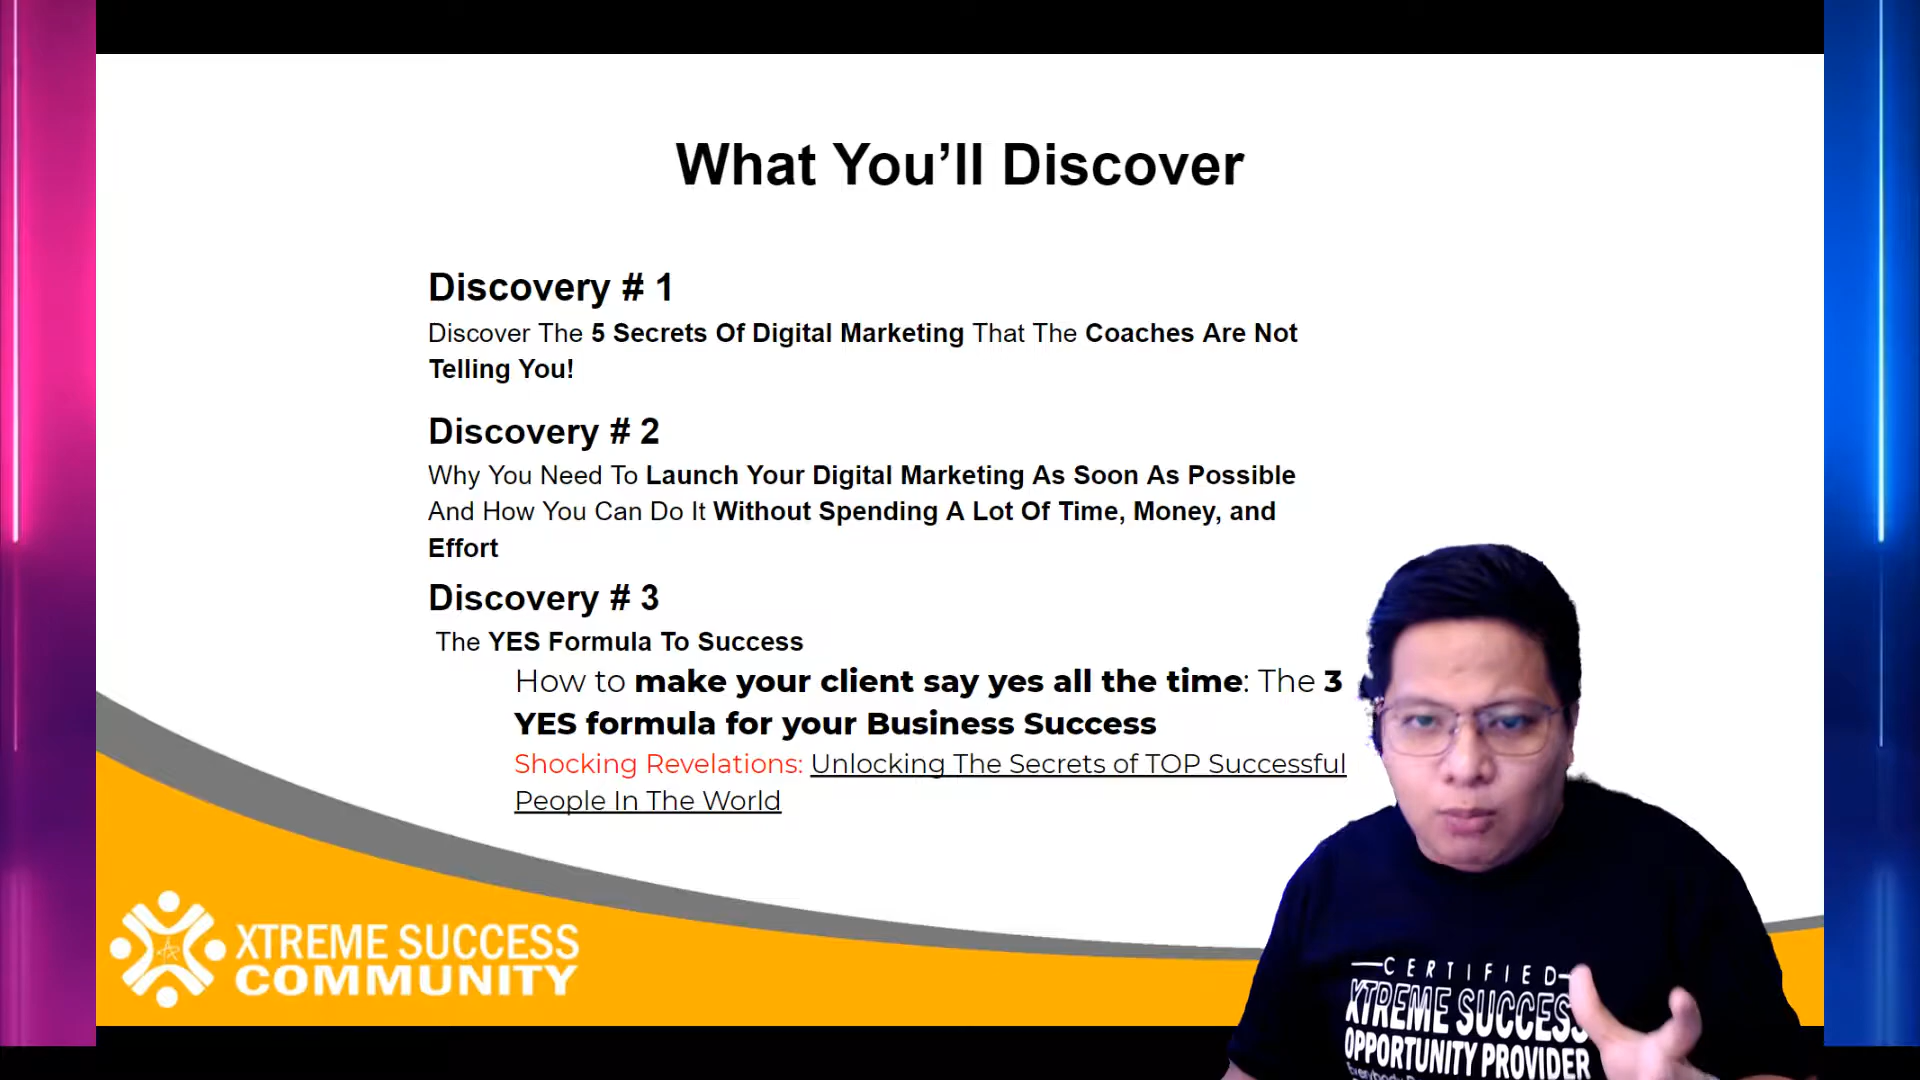 What You’ll Discover
Discovery # 1
Discover The 5 Secrets Of Digital Marketing That The Coaches Are Not
Telling You!
Discovery # 2
Why You Need To Launch Your Digital Marketing As Soon As Possible
And How You Can Do It Without Spending A Lot Of Time, Money, and
Effort
Discovery # 3
The YES Formula To Success
How to make your client say yes all the time: The 3
YES formula for your Business Success
Shocking Revelations: Unlocking The Secrets of TOP Successful
People In The World
XTREME SUCCESS
COMMUNITY
CERTIFIED
XTREME SUCCESS
OPPORTUNITY PROVIDER